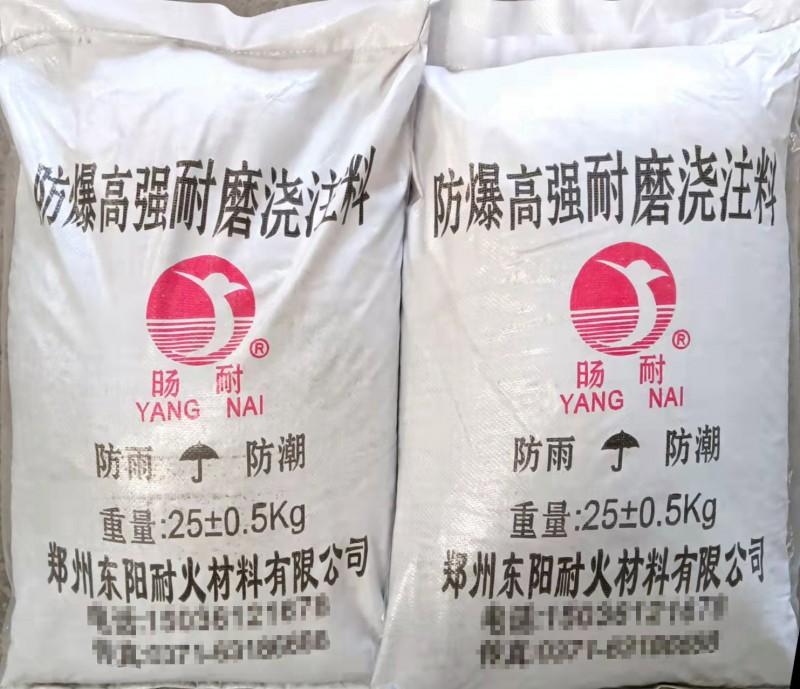 防爆高强耐磨浇注料
®
旸 耐
YANG NAI
防雨 防潮
重量:25±0.5Kg
郑州东阳耐火材料有限公司
防爆高强耐磨浇注料
®
旸 耐
YANG NAI
防雨 防潮
重量:25±0.5Kg
郑州东阳耐火材料有限公司